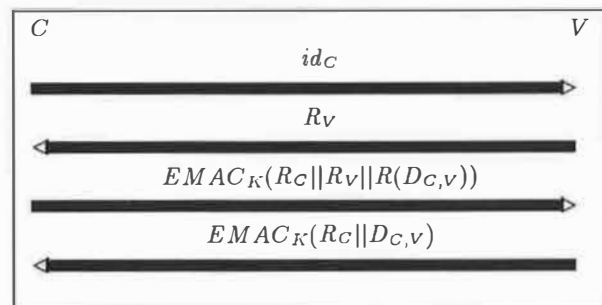 C V
id_C
R_V
EMAC_K(R_C||R_V||R(D_{C,V}))
EMAC_K(R_C||D_{C,V})